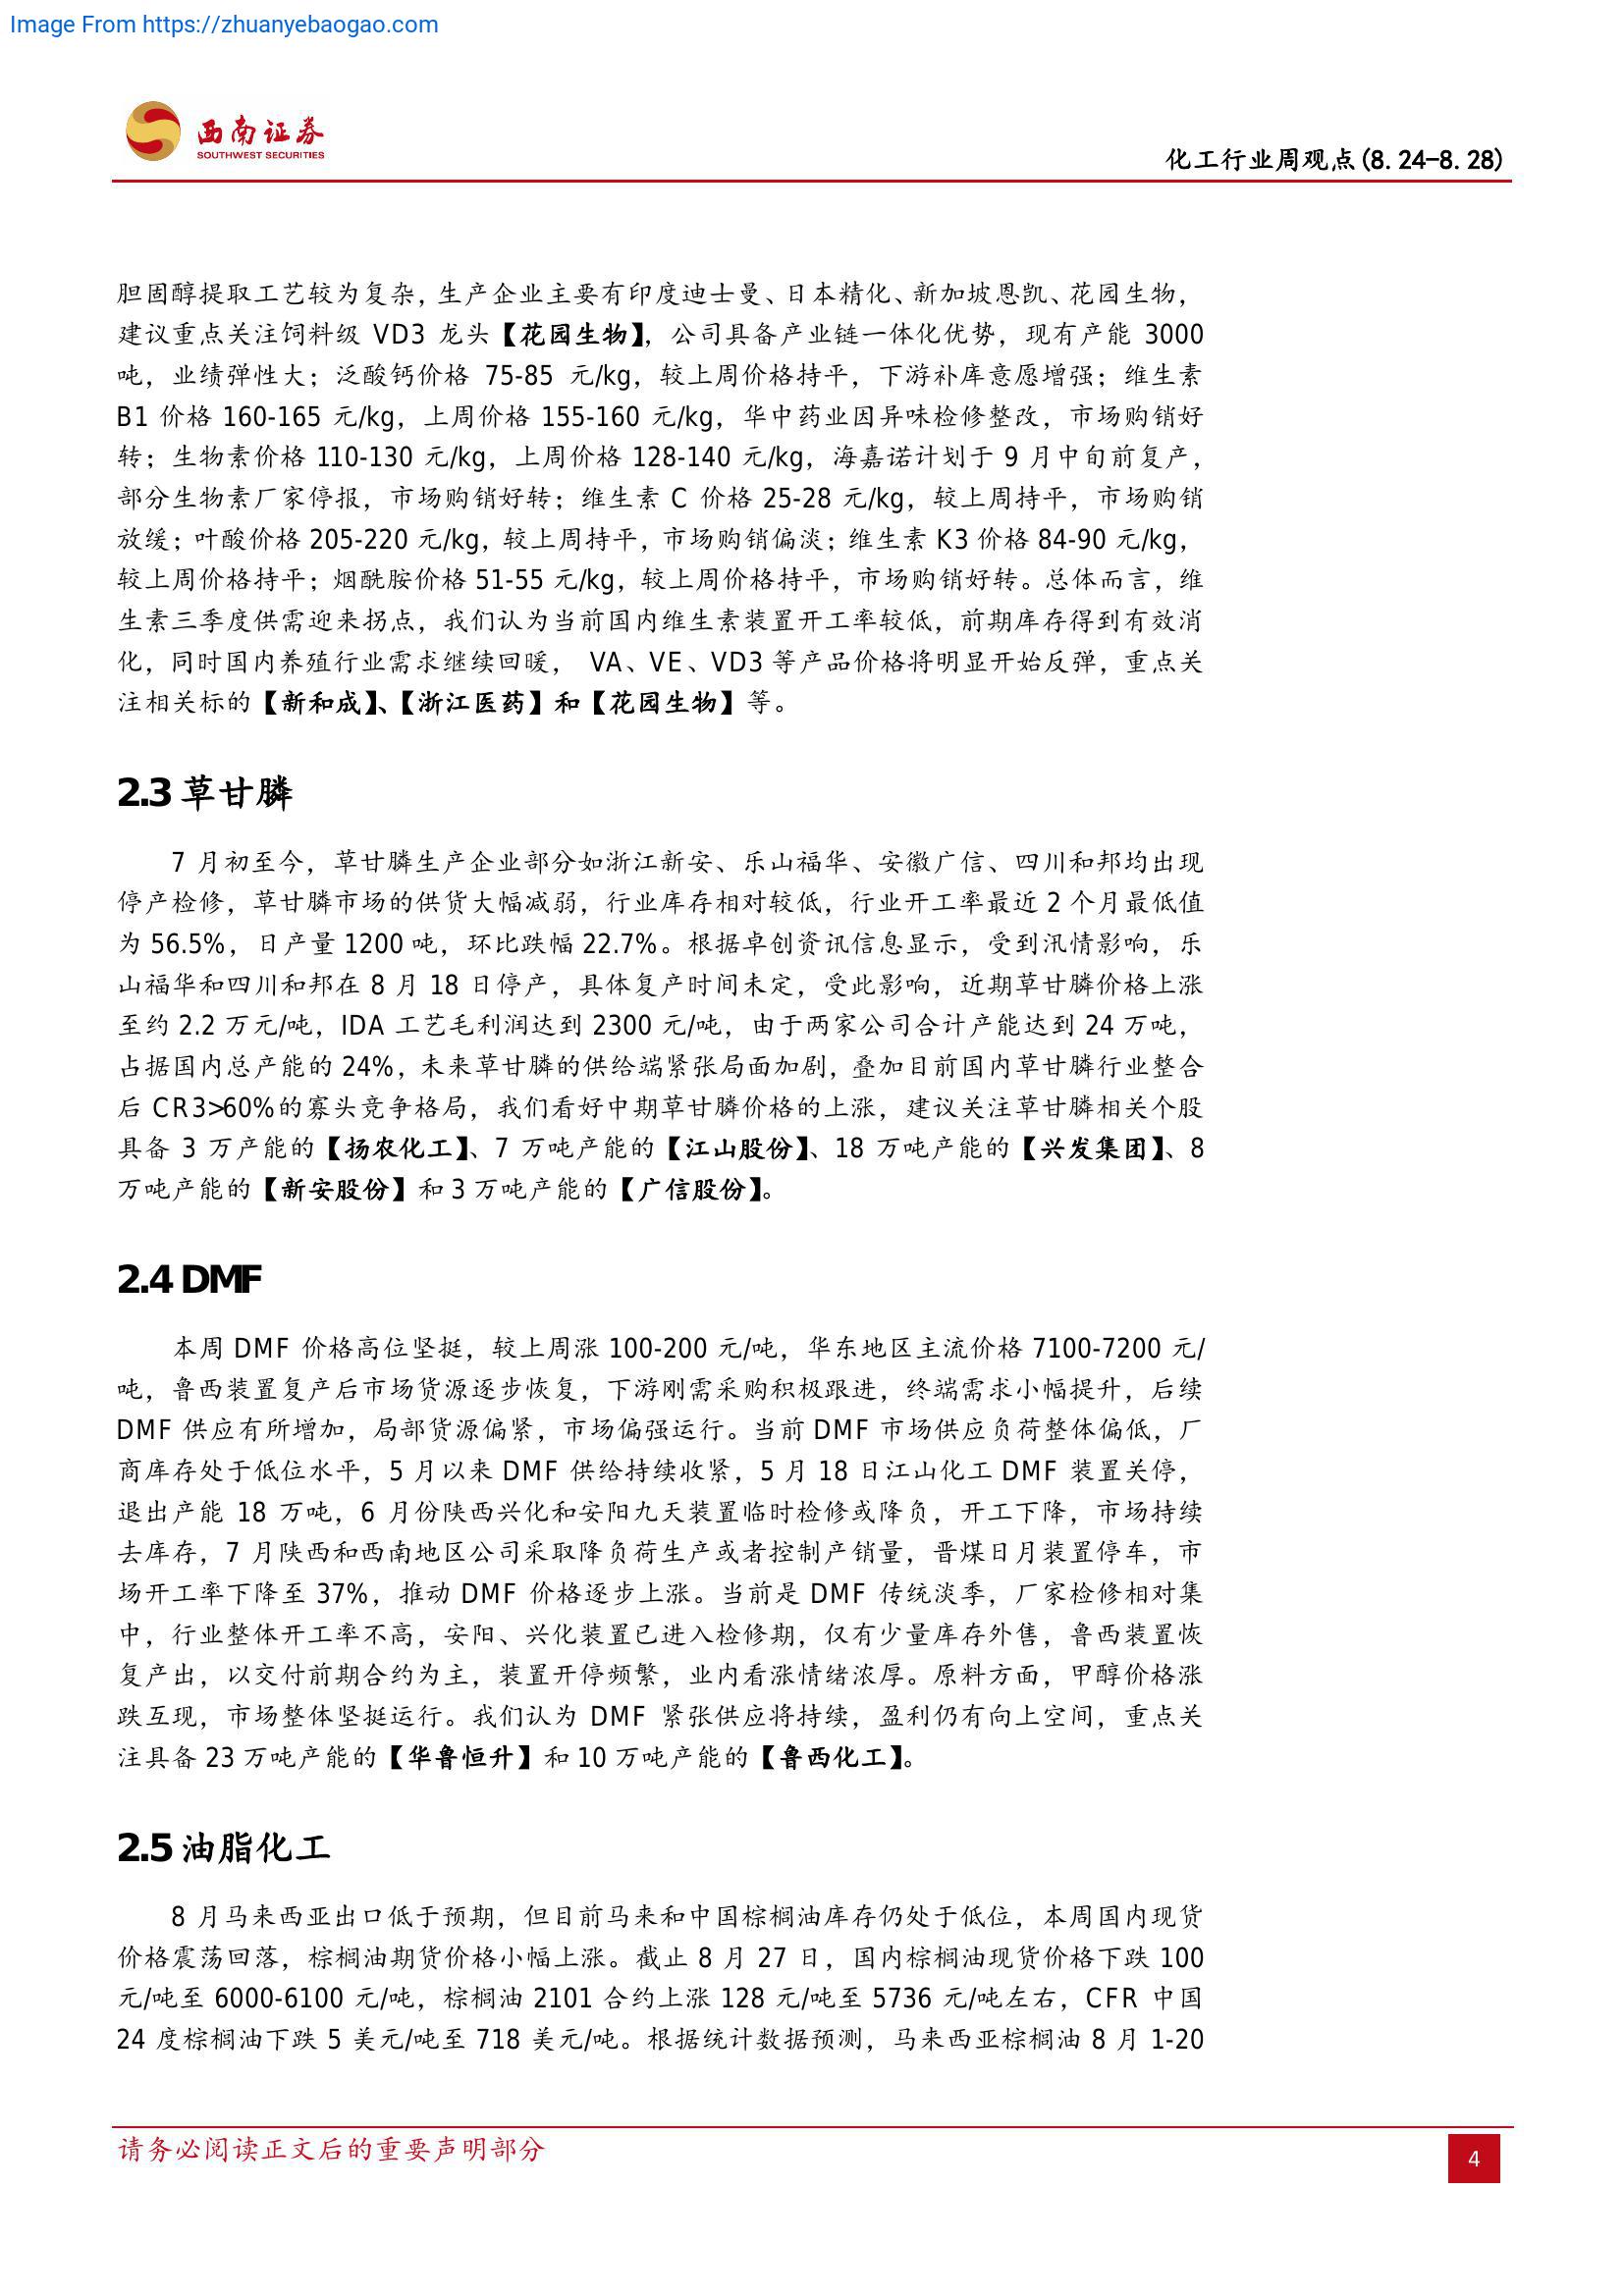 Image From https://zhuanyebaogao.com
西南证券
SOUTHWEST SECURITIES
化工行业周观点(8.24-8.28)
胆固醇提取工艺较为复杂，生产企业主要有印度迪士曼、日本精化、新加坡恩凯、花园生物，
建议重点关注饲料级 VD3 龙头【花园生物】，公司具备产业链一体化优势，现有产能 3000
吨，业绩弹性大；泛酸钙价格 75-85 元/kg，较上周价格持平，下游补库意愿增强；维生素
B1 价格 160-165 元/kg，上周价格 155-160 元/kg，华中药业因异味检修整改，市场购销好
转；生物素价格 110-130 元/kg，上周价格 128-140 元/kg，海嘉诺计划于 9 月中旬前复产，
部分生物素厂家停报，市场购销好转；维生素 C 价格 25-28 元/kg，较上周持平，市场购销
放缓；叶酸价格 205-220 元/kg，较上周持平，市场购销偏淡；维生素 K3 价格 84-90 元/kg，
较上周价格持平；烟酰胺价格 51-55 元/kg，较上周价格持平，市场购销好转。总体而言，维
生素三季度供需迎来拐点，我们认为当前国内维生素装置开工率较低，前期库存得到有效消
化，同时国内养殖行业需求继续回暖， VA、VE、VD3 等产品价格将明显开始反弹，重点关
注相关标的【新和成】、【浙江医药】和【花园生物】等。
2.3 草甘膦
7 月初至今，草甘膦生产企业部分如浙江新安、乐山福华、安徽广信、四川和邦均出现
停产检修，草甘膦市场的供货大幅减弱，行业库存相对较低，行业开工率最近 2 个月最低值
为 56.5%，日产量 1200 吨，环比跌幅 22.7%。根据卓创资讯信息显示，受到汛情影响，乐
山福华和四川和邦在 8 月 18 日停产，具体复产时间未定，受此影响，近期草甘膦价格上涨
至约 2.2 万元/吨，IDA 工艺毛利润达到 2300 元/吨，由于两家公司合计产能达到 24 万吨，
占据国内总产能的 24%，未来草甘膦的供给端紧张局面加剧，叠加目前国内草甘膦行业整合
后 CR3>60%的寡头竞争格局，我们看好中期草甘膦价格的上涨，建议关注草甘膦相关个股
具备 3 万产能的【扬农化工】、7 万吨产能的【江山股份】、18 万吨产能的【兴发集团】、8
万吨产能的【新安股份】和 3 万吨产能的【广信股份】。
2.4 DMF
本周 DMF 价格高位坚挺，较上周涨 100-200 元/吨，华东地区主流价格 7100-7200 元/
吨，鲁西装置复产后市场货源逐步恢复，下游刚需采购积极跟进，终端需求小幅提升，后续
DMF 供应有所增加，局部货源偏紧，市场偏强运行。当前 DMF 市场供应负荷整体偏低，厂
商库存处于低位水平，5 月以来 DMF 供给持续收紧，5 月 18 日江山化工 DMF 装置关停，
退出产能 18 万吨，6 月份陕西兴化和安阳九天装置临时检修或降负，开工下降，市场持续
去库存，7 月陕西和西南地区公司采取降负荷生产或者控制产销量，晋煤日月装置停车，市
场开工率下降至 37%，推动 DMF 价格逐步上涨。当前是 DMF 传统淡季，厂家检修相对集
中，行业整体开工率不高，安阳、兴化装置已进入检修期，仅有少量库存外售，鲁西装置恢
复产出，以交付前期合约为主，装置开停频繁，业内看涨情绪浓厚。原料方面，甲醇价格涨
跌互现，市场整体坚挺运行。我们认为 DMF 紧张供应将持续，盈利仍有向上空间，重点关
注具备 23 万吨产能的【华鲁恒升】和 10 万吨产能的【鲁西化工】。
2.5 油脂化工
8 月马来西亚出口低于预期，但目前马来和中国棕榈油库存仍处于低位，本周国内现货
价格震荡回落，棕榈油期货价格小幅上涨。截止 8 月 27 日，国内棕榈油现货价格下跌 100
元/吨至 6000-6100 元/吨，棕榈油 2101 合约上涨 128 元/吨至 5736 元/吨左右，CFR 中国
24 度棕榈油下跌 5 美元/吨至 718 美元/吨。根据统计数据预测，马来西亚棕榈油 8 月 1-20
请务必阅读正文后的重要声明部分
4